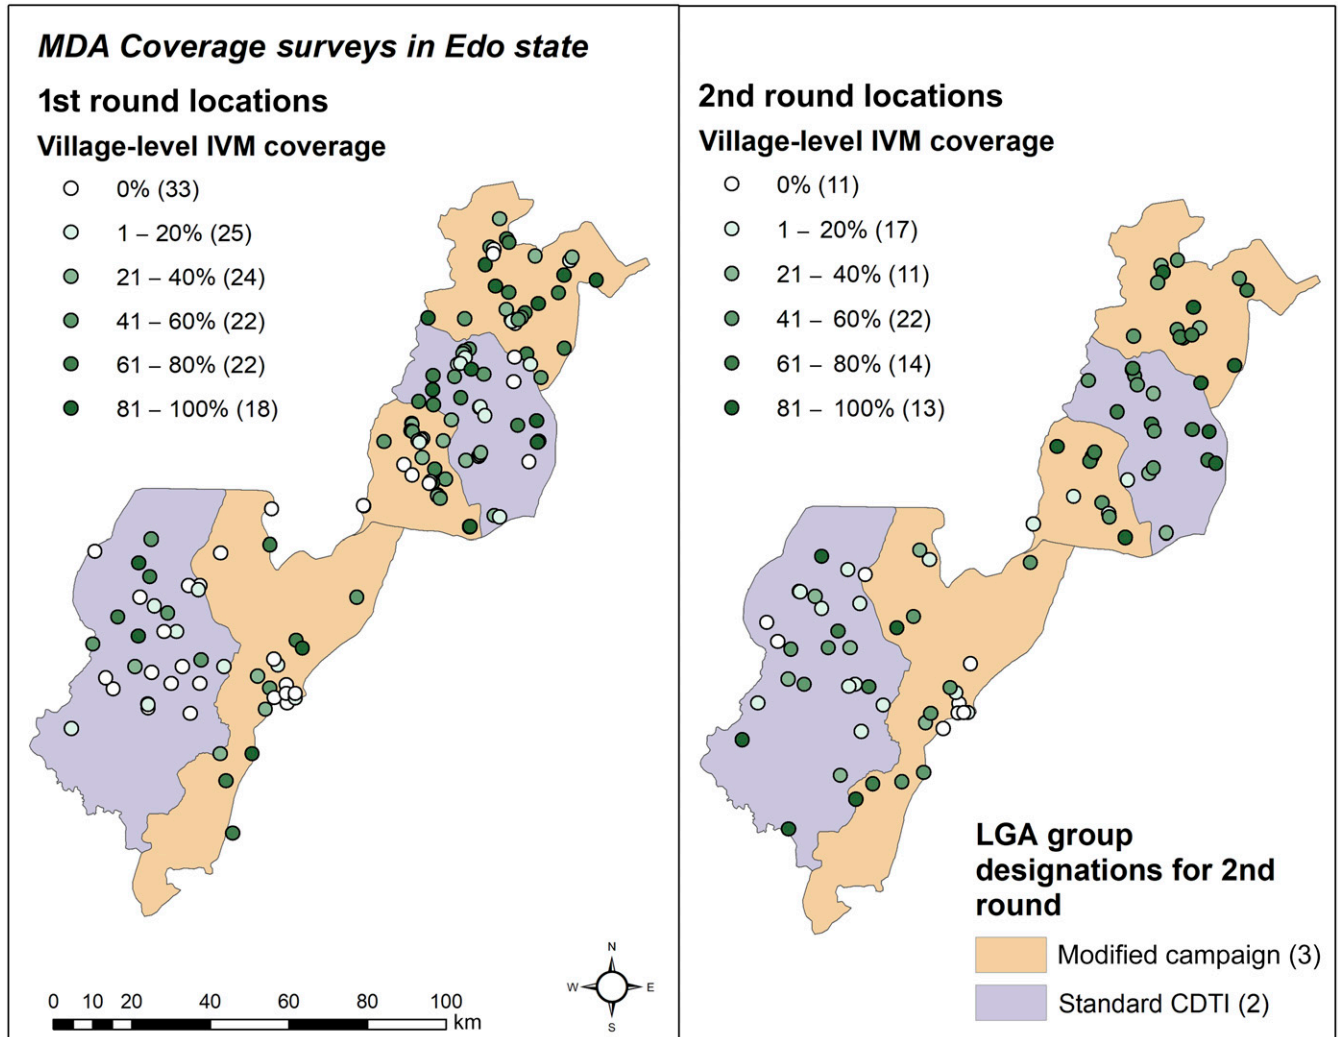 MDA Coverage surveys in Edo state
1st round locations
Village-level IVM coverage
0% (33)
1 – 20% (25)
21 – 40% (24)
41 – 60% (22)
61 – 80% (22)
81 – 100% (18)
0 10 20 40 60 80 100
km
N
W E
S
2nd round locations
Village-level IVM coverage
0% (11)
1 – 20% (17)
21 – 40% (11)
41 – 60% (22)
61 – 80% (14)
81 – 100% (13)
LGA group
designations for 2nd
round
Modified campaign (3)
Standard CDTI (2)